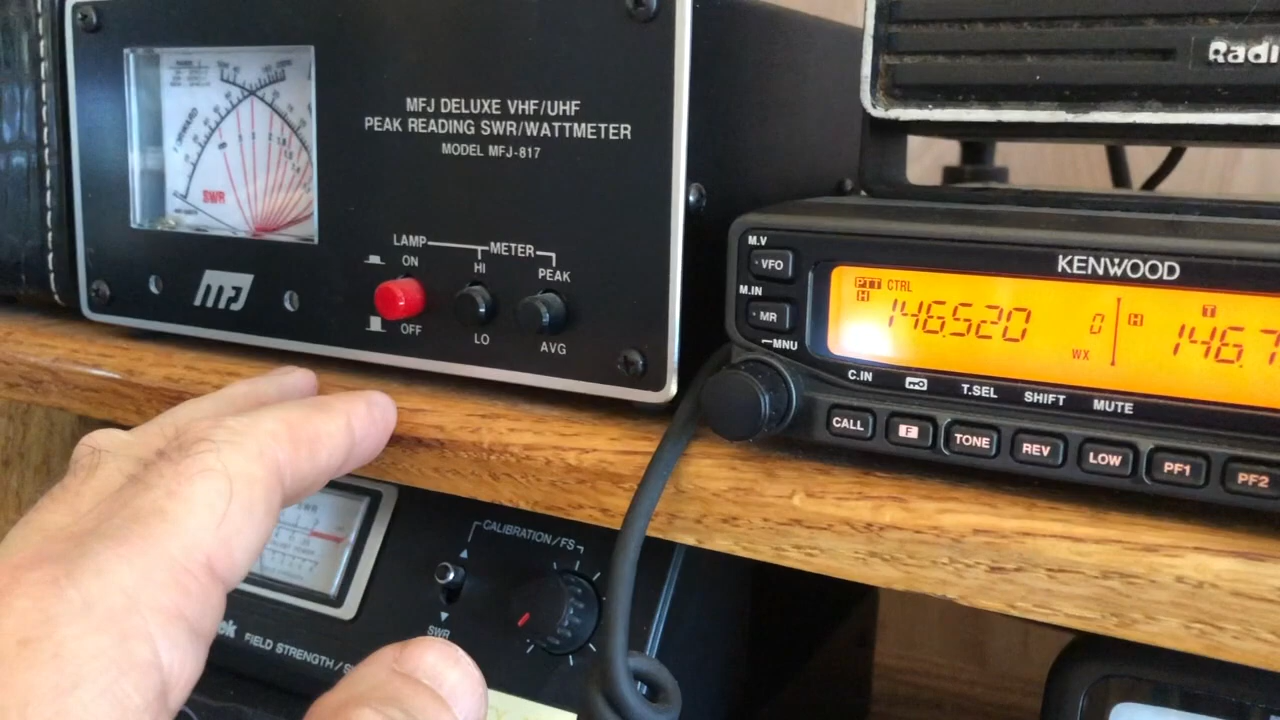 MFJ DELUXE VHF/UHF
PEAK READING SWR/WATTMETER
MODEL MFJ-817
FORWARD
SWR
LAMP
METER
ON
HI
PEAK
OFF
LO
AVG
MFJ
Radi
KENWOOD
M.V
VFO
M.IN
MR
MNU
PTT CTRL
H
146.520
0
WX
H
T
146.7
C.IN
T.SEL
SHIFT
MUTE
CALL
F
TONE
REV
LOW
PF1
PF2
CALIBRATION/FS
SWR
SWR
FIELD STRENGTH/S